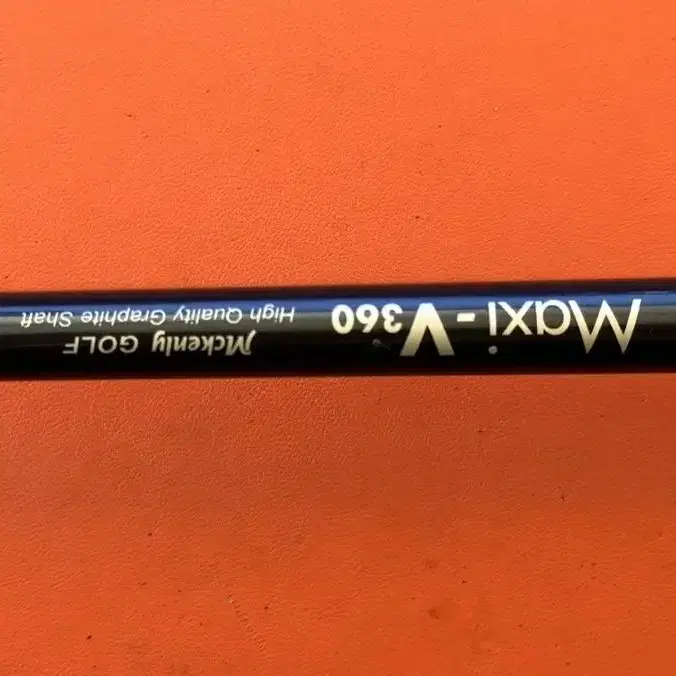 Maxi-V360
Mckenly GOLF
High Quality Graphite Shaft